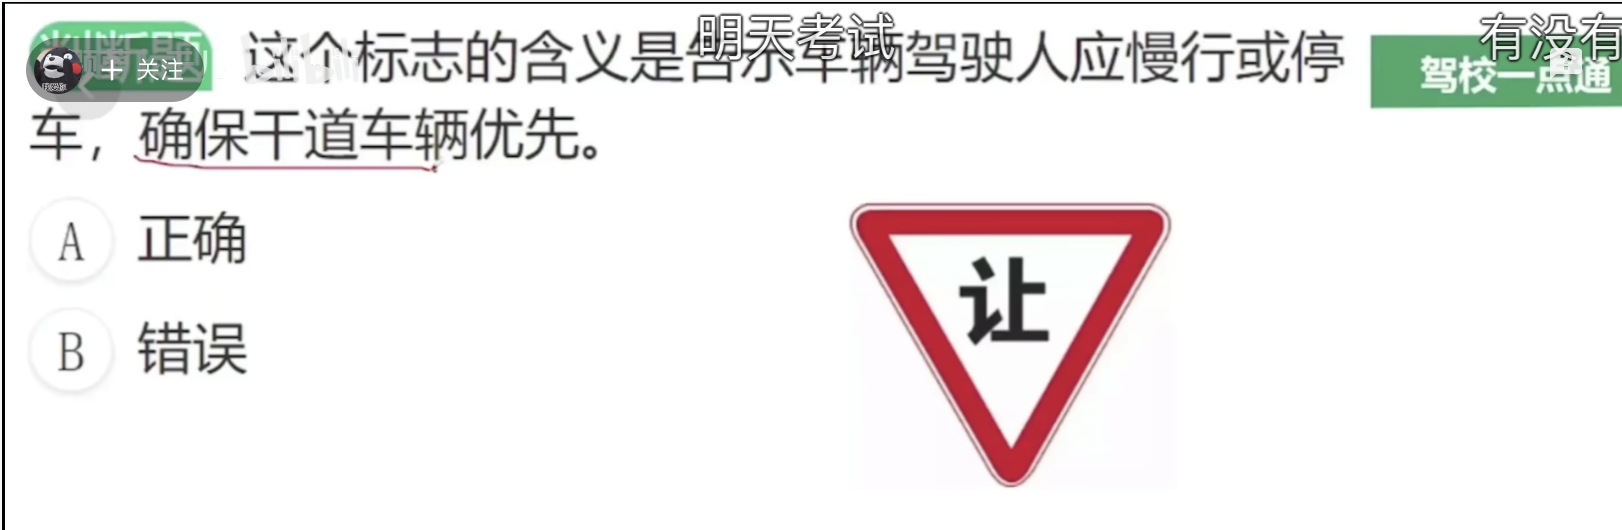 明天考试
有没有
判断题
这个标志的含义是告示车辆驾驶人应慢行或停
驾校一点通
+ 关注
车，确保干道车辆优先。
A 正确
让
B 错误